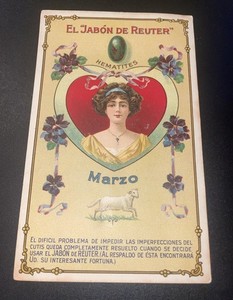 EL "JABÓN DE REUTER"
HEMATITES
Marzo
EL DIFICIL PROBLEMA DE IMPEDIR LAS IMPERFECCIONES DEL
CUTIS QUEDA COMPLETAMENTE RESUELTO CUANDO SE DECIDE
USAR EL JABÓN DE REUTER. (AL RESPALDO DE ÉSTA ENCONTRARÁ
UD. SU INTERESANTE FORTUNA)